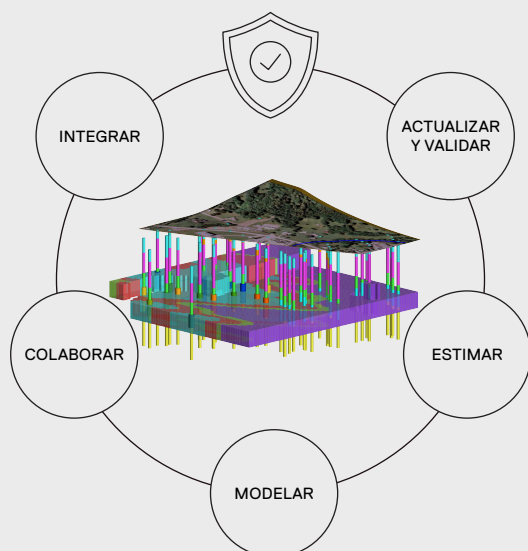 INTEGRAR
ACTUALIZAR
Y VALIDAR
COLABORAR
ESTIMAR
MODELAR